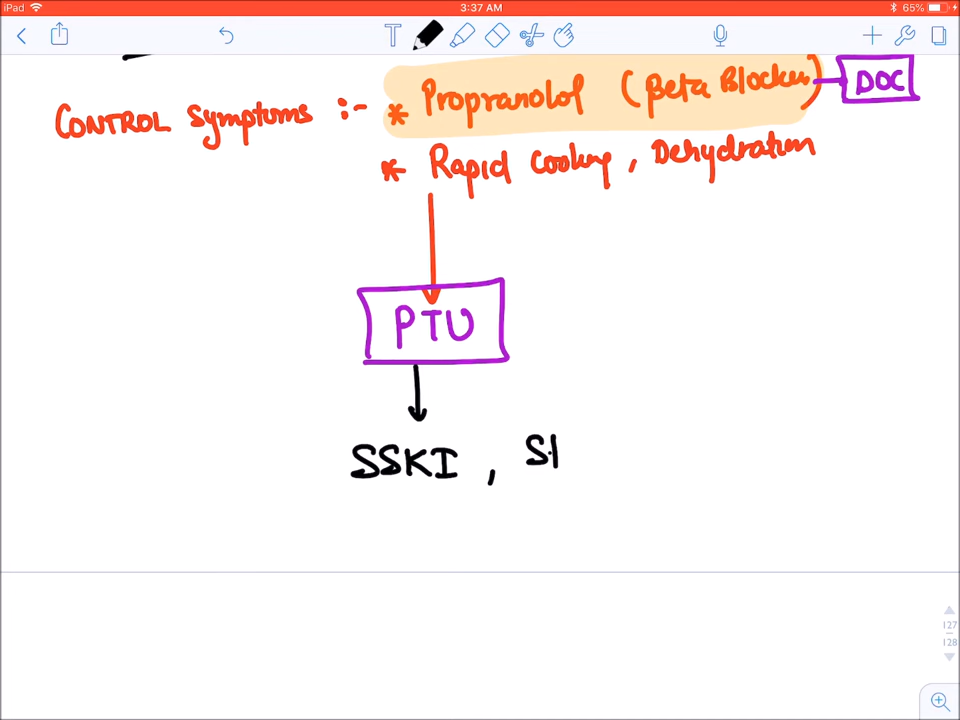 iPad 3:37 AM 65%
T
Propranolol (Beta Blocker) DOC
CONTROL Symptoms :- *
* Rapid Cooling, Dehydration
PTU
SSKI, SI
127
128